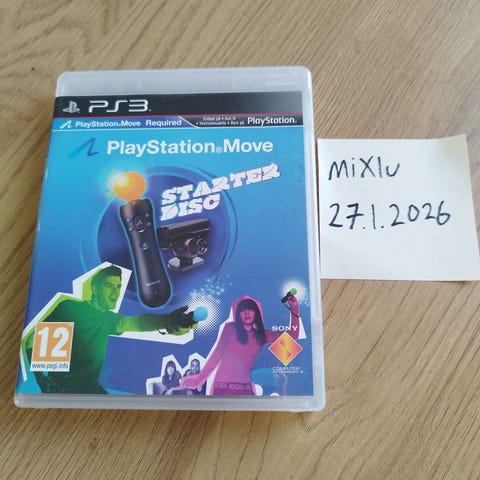 PS3
PlayStation®Move Required
PlayStation®
PlayStation®Move
STARTER
DISC
SONY
12
www.pegi.info
SONY
COMPUTER
ENTERTAINMENT
MiXlu
27.1.2026